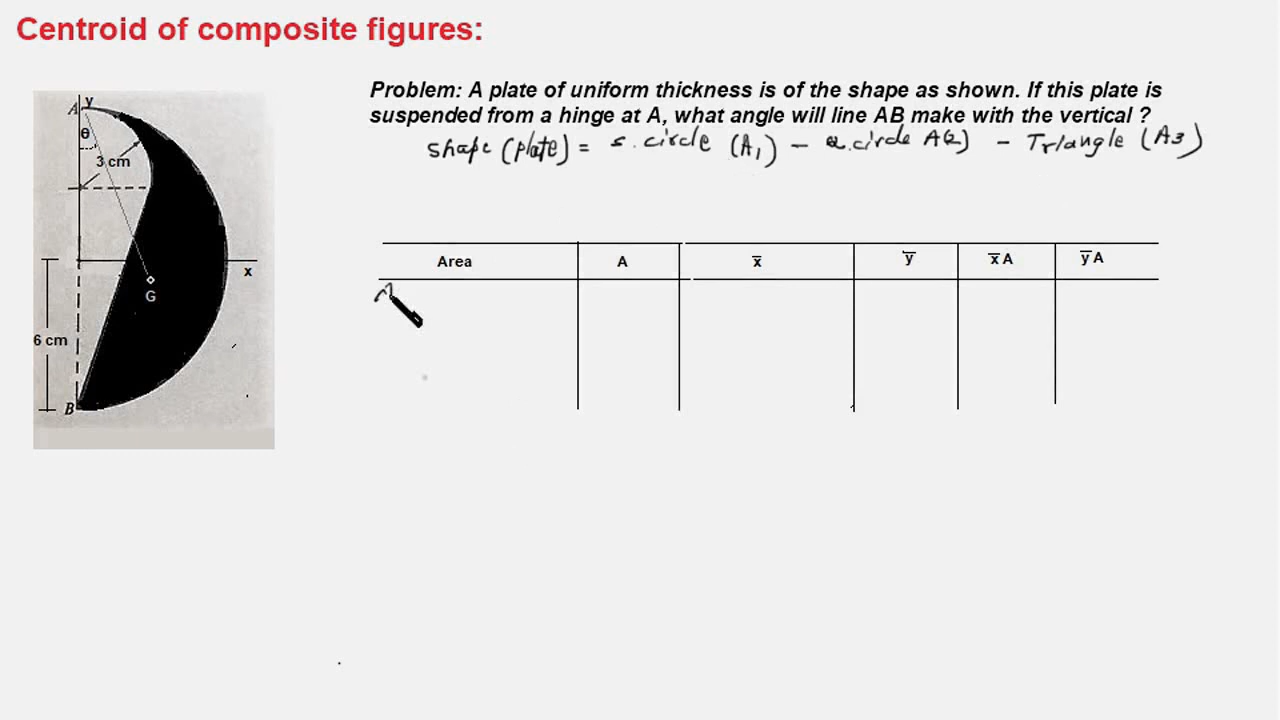 Centroid of composite figures:
Problem: A plate of uniform thickness is of the shape as shown. If this plate is
suspended from a hinge at A, what angle will line AB make with the vertical ?
shape (plate) = s.circle (A1) - Q.circle A2) - Triangle (A3)
A y
θ
3 cm
x
G
6 cm
B
Area A x̅ y̅ x̅ A y̅ A